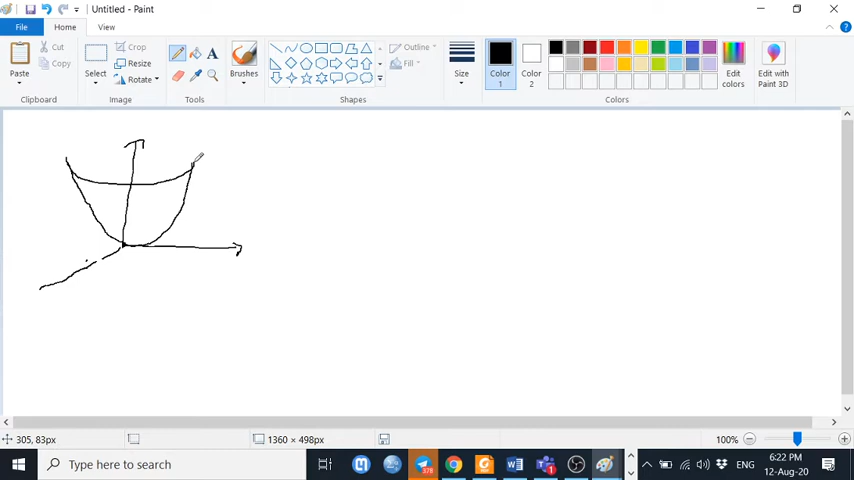 Untitled - Paint
File
Home
View
Paste
Cut
Copy
Clipboard
Select
Crop
Resize
Rotate
Image
Tools
Brushes
Shapes
Outline
Fill
Size
Color
1
Color
2
Colors
Edit
colors
Edit with
Paint 3D
305, 83px
1360 × 498px
100%
Type here to search
378
1
ENG
6:22 PM
12-Aug-20